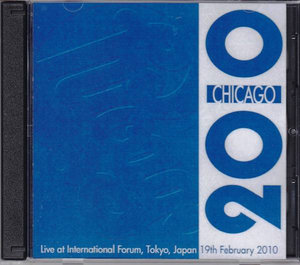 CHICAGO
2010
Live at International Forum, Tokyo, Japan 19th February 2010